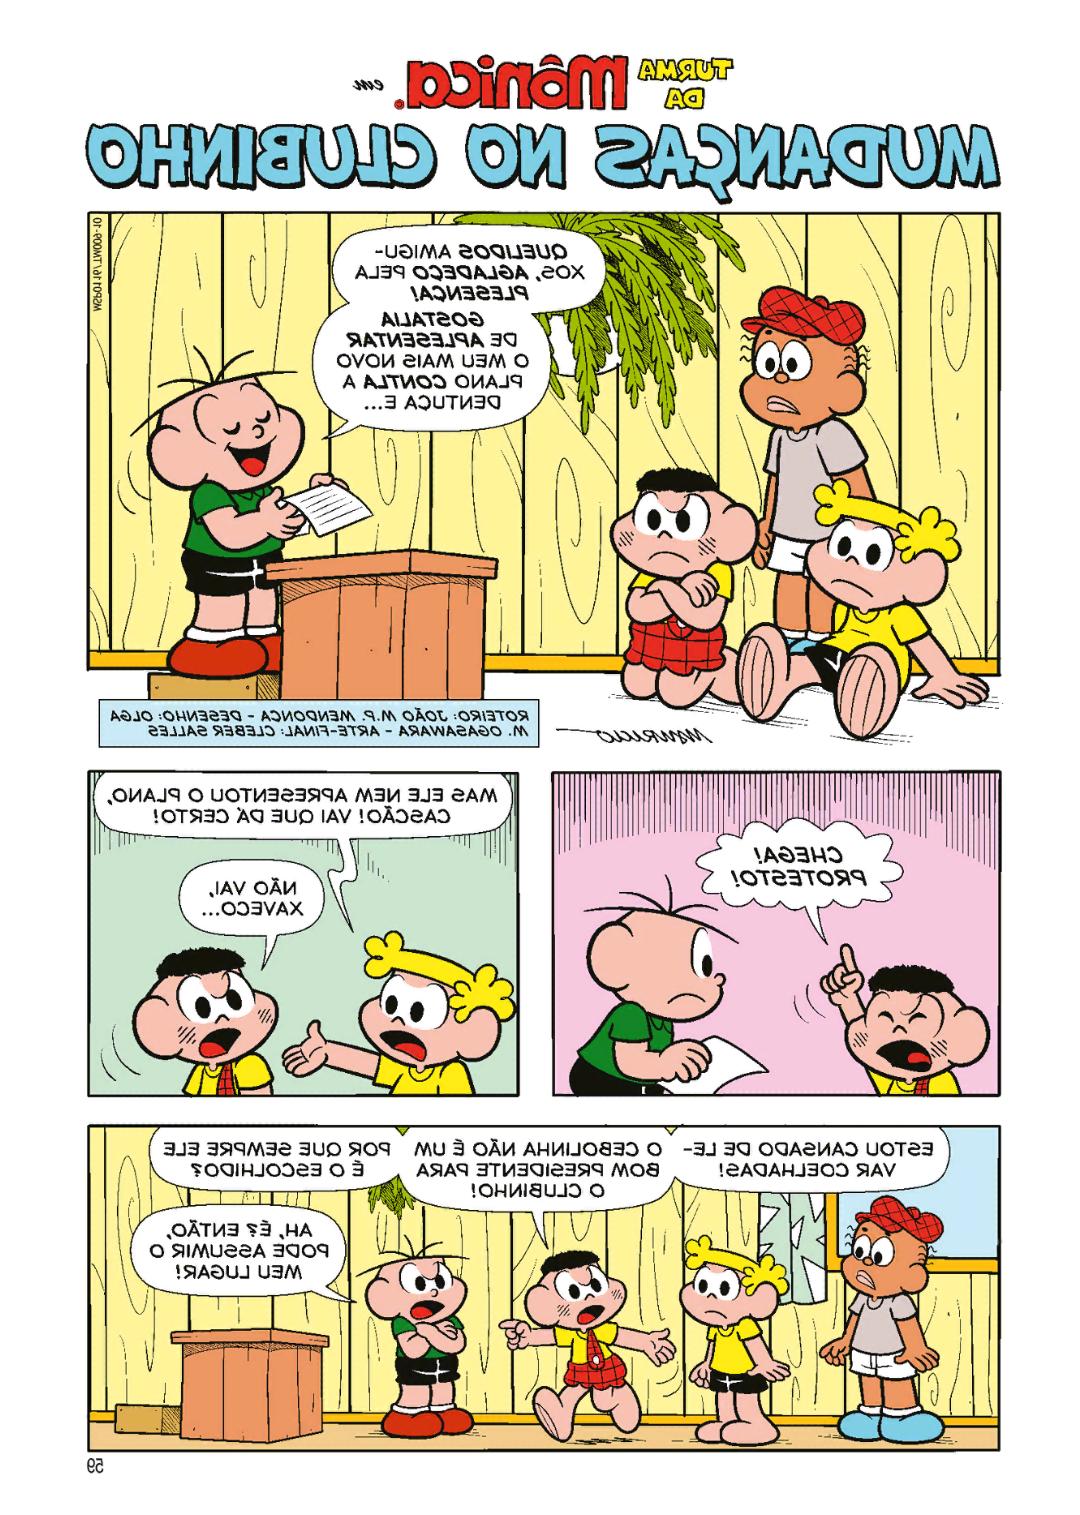 TURMA
DA
Mônica em
MUDANÇAS NO CLUBINHO
QUELIDOS AMIGU-
XOS, AGLADEÇO PELA
PLESENÇA!
GOSTALIA
DE APLESENTAR
O MEU MAIS NOVO
PLANO CONTLA A
DENTUÇA E...
ROTEIRO: JOÃO M.P. MENDONCA - DESENHO: OLGA
M. OGASAWARA - ARTE-FINAL: CLEBER SALLES
MAURICIO
CHEGA!
PROTESTO!
MAS ELE NEM APRESENTOU O PLANO,
CASCÃO! VAI QUE DÁ CERTO!
NÃO VAI,
XAVECO...
ESTOU CANSADO DE LE-
VAR COELHADAS!
O CEBOLINHA NÃO É UM
BOM PRESIDENTE PARA
O CLUBINHO!
POR QUE SEMPRE ELE
É O ESCOLHIDO?
AH, É? ENTÃO,
PODE ASSUMIR O
MEU LUGAR!
59